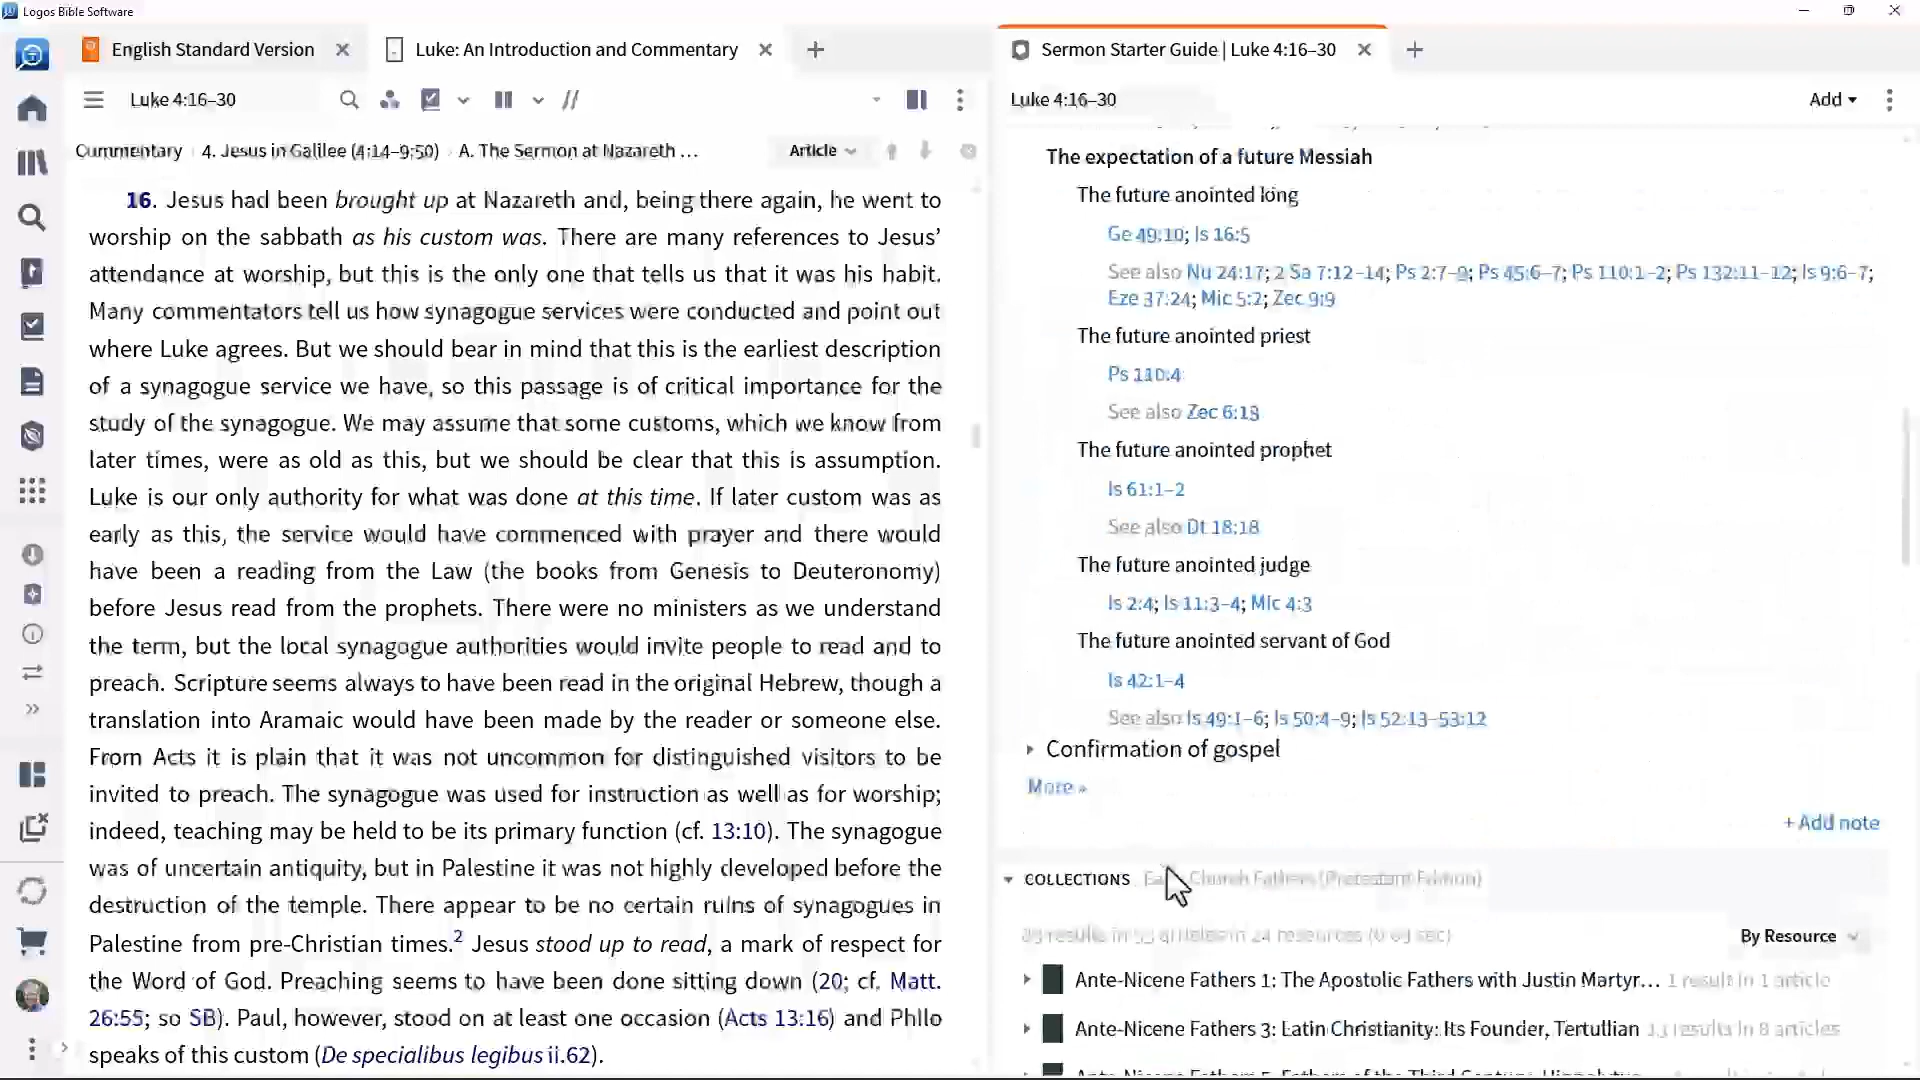 Logos Bible Software
English Standard Version
Luke: An Introduction and Commentary
Sermon Starter Guide | Luke 4:16–30
Luke 4:16–30
Luke 4:16–30
Add
Commentary
4. Jesus in Galilee (4:14–9:50)
A. The Sermon at Nazareth …
Article
16. Jesus had been brought up at Nazareth and, being there again, he went to
worship on the sabbath as his custom was. There are many references to Jesus’
attendance at worship, but this is the only one that tells us that it was his habit.
Many commentators tell us how synagogue services were conducted and point out
where Luke agrees. But we should bear in mind that this is the earliest description
of a synagogue service we have, so this passage is of critical importance for the
study of the synagogue. We may assume that some customs, which we know from
later times, were as old as this, but we should be clear that this is assumption.
Luke is our only authority for what was done at this time. If later custom was as
early as this, the service would have commenced with prayer and there would
have been a reading from the Law (the books from Genesis to Deuteronomy)
before Jesus read from the prophets. There were no ministers as we understand
the term, but the local synagogue authorities would invite people to read and to
preach. Scripture seems always to have been read in the original Hebrew, though a
translation into Aramaic would have been made by the reader or someone else.
From Acts it is plain that it was not uncommon for distinguished visitors to be
invited to preach. The synagogue was used for instruction as well as for worship;
indeed, teaching may be held to be its primary function (cf. 13:10). The synagogue
was of uncertain antiquity, but in Palestine it was not highly developed before the
destruction of the temple. There appear to be no certain ruins of synagogues in
Palestine from pre-Christian times.2 Jesus stood up to read, a mark of respect for
the Word of God. Preaching seems to have been done sitting down (20; cf. Matt.
26:55; so SB). Paul, however, stood on at least one occasion (Acts 13:16) and Philo
speaks of this custom (De specialibus legibus ii.62).
The expectation of a future Messiah
The future anointed king
Ge 49:10; Is 16:5
See also Nu 24:17; 2 Sa 7:12–14; Ps 2:7–9; Ps 45:6–7; Ps 110:1–2; Ps 132:11–12; Is 9:6–7;
Eze 37:24; Mic 5:2; Zec 9:9
The future anointed priest
Ps 110:4
See also Zec 6:13
The future anointed prophet
Is 61:1–2
See also Dt 18:18
The future anointed judge
Is 2:4; Is 11:3–4; Mic 4:3
The future anointed servant of God
Is 42:1–4
See also Is 49:1–6; Is 50:4–9; Is 52:13–53:12
Confirmation of gospel
More »
+ Add note
COLLECTIONS Church Fathers (Protestant Edition)
results in articles in 24 resources
By Resource
Ante-Nicene Fathers 1: The Apostolic Fathers with Justin Martyr… 1 result in 1 article
Ante-Nicene Fathers 3: Latin Christianity: Its Founder, Tertullian results in 8 articles